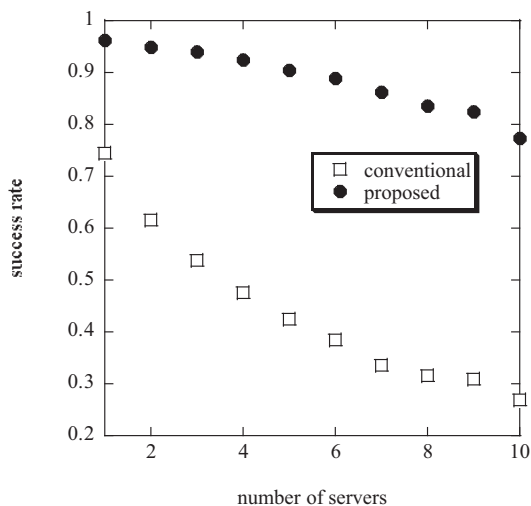 1
0.9
0.8
0.7
0.6
0.5
0.4
0.3
0.2
success rate
conventional
proposed
2 4 6 8 10
number of servers